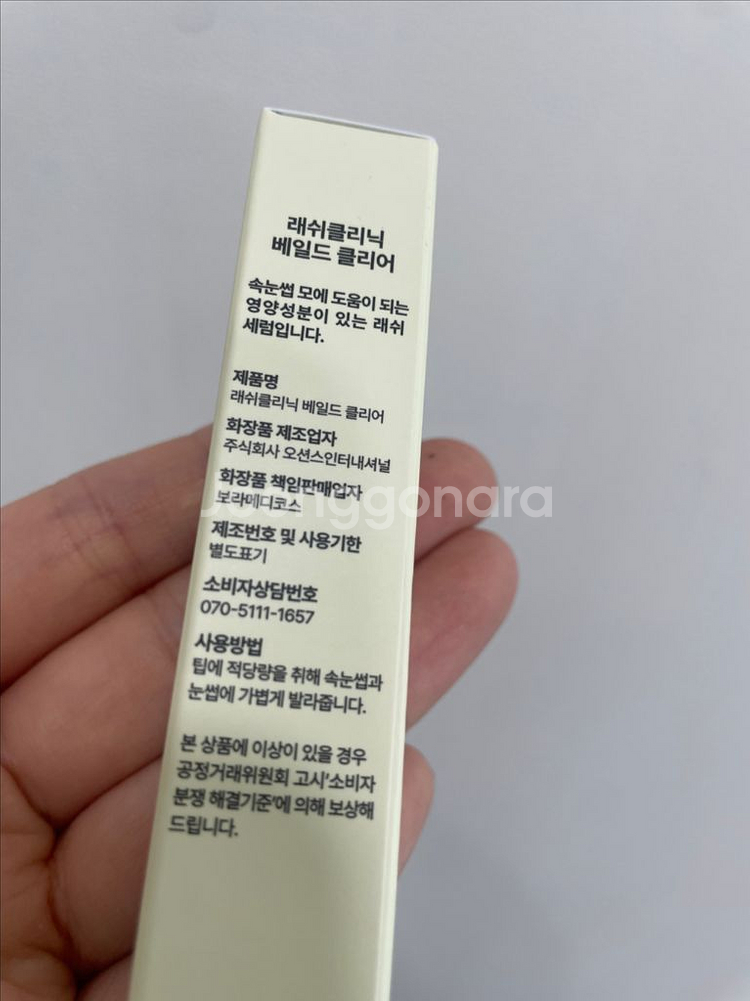 래쉬클리닉
베일드 클리어
속눈썹 모에 도움이 되는
영양성분이 있는 래쉬
세럼입니다.
제품명
래쉬클리닉 베일드 클리어
화장품 제조업자
주식회사 오션스인터내셔널
화장품 책임판매업자
보라메디코스
Joonggonara
제조번호 및 사용기한
별도표기
소비자상담번호
070-5111-1657
사용방법
팁에 적당량을 취해 속눈썹과
눈썹에 가볍게 발라줍니다.
본 상품에 이상이 있을 경우
공정거래위원회 고시'소비자
분쟁 해결기준'에 의해 보상해
드립니다.